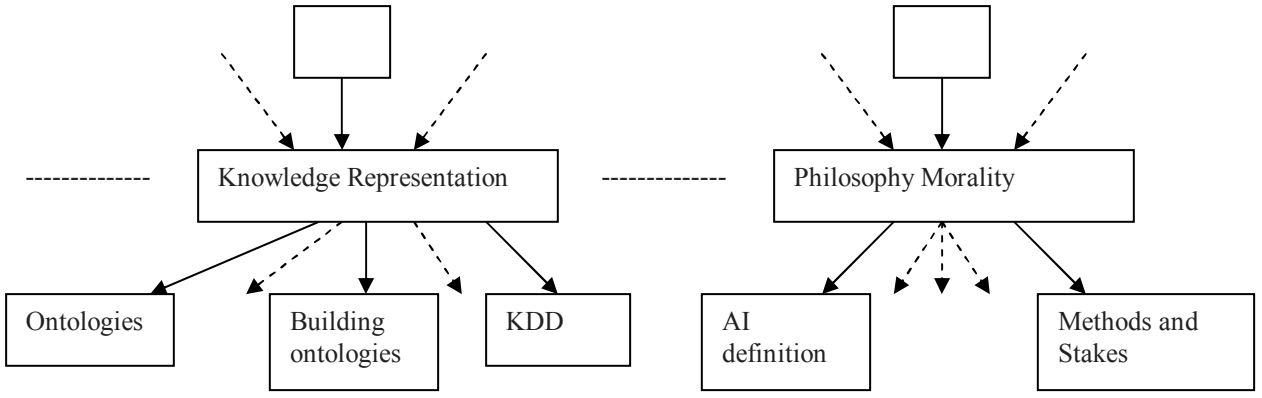 Knowledge Representation
Philosophy Morality
Ontologies
Building
ontologies
KDD
AI
definition
Methods and
Stakes